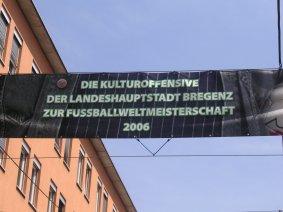 DIE KULTUROFFENSIVE
DER LANDESHAUPTSTADT BREGENZ
ZUR FUSSBALLWELTMEISTERSCHAFT
2006